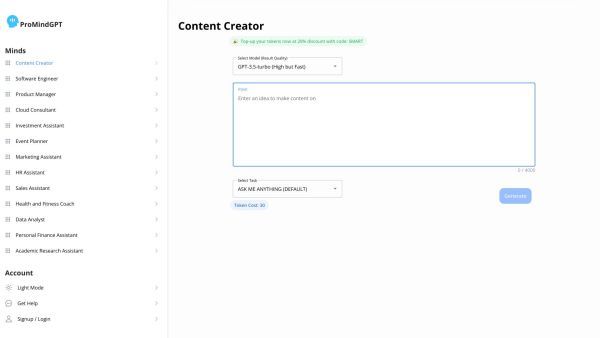 ProMindGPT
Minds
Content Creator
Software Engineer
Product Manager
Cloud Consultant
Investment Assistant
Event Planner
Marketing Assistant
HR Assistant
Sales Assistant
Health and Fitness Coach
Data Analyst
Personal Finance Assistant
Academic Research Assistant
Account
Light Mode
Get Help
Signup / Login
Content Creator
Top-up your tokens now at 20% discount with code: SMART
Select Model (Result Quality)
GPT-3.5-turbo (High but Fast)
Input
Enter an idea to make content on
0 / 4000
Select Task
ASK ME ANYTHING (DEFAULT)
Generate
Token Cost: 30